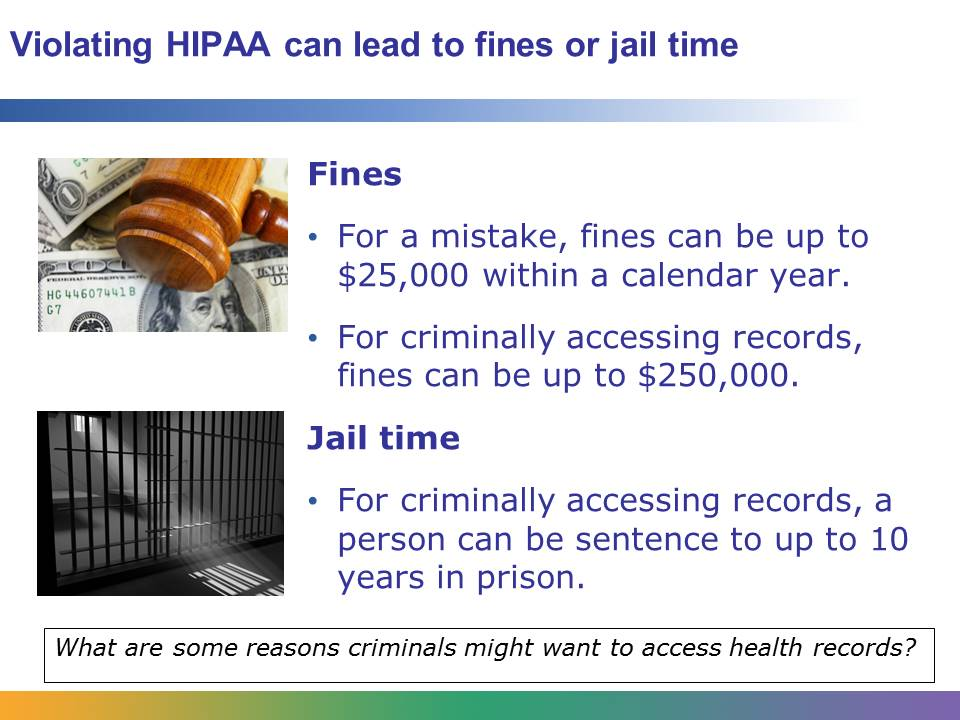 Violating HIPAA can lead to fines or jail time
Fines
• For a mistake, fines can be up to
$25,000 within a calendar year.
• For criminally accessing records,
fines can be up to $250,000.
Jail time
• For criminally accessing records, a
person can be sentence to up to 10
years in prison.
What are some reasons criminals might want to access health records?
FEDERAL RESERVE NOTE
HG 44607441 B
G7